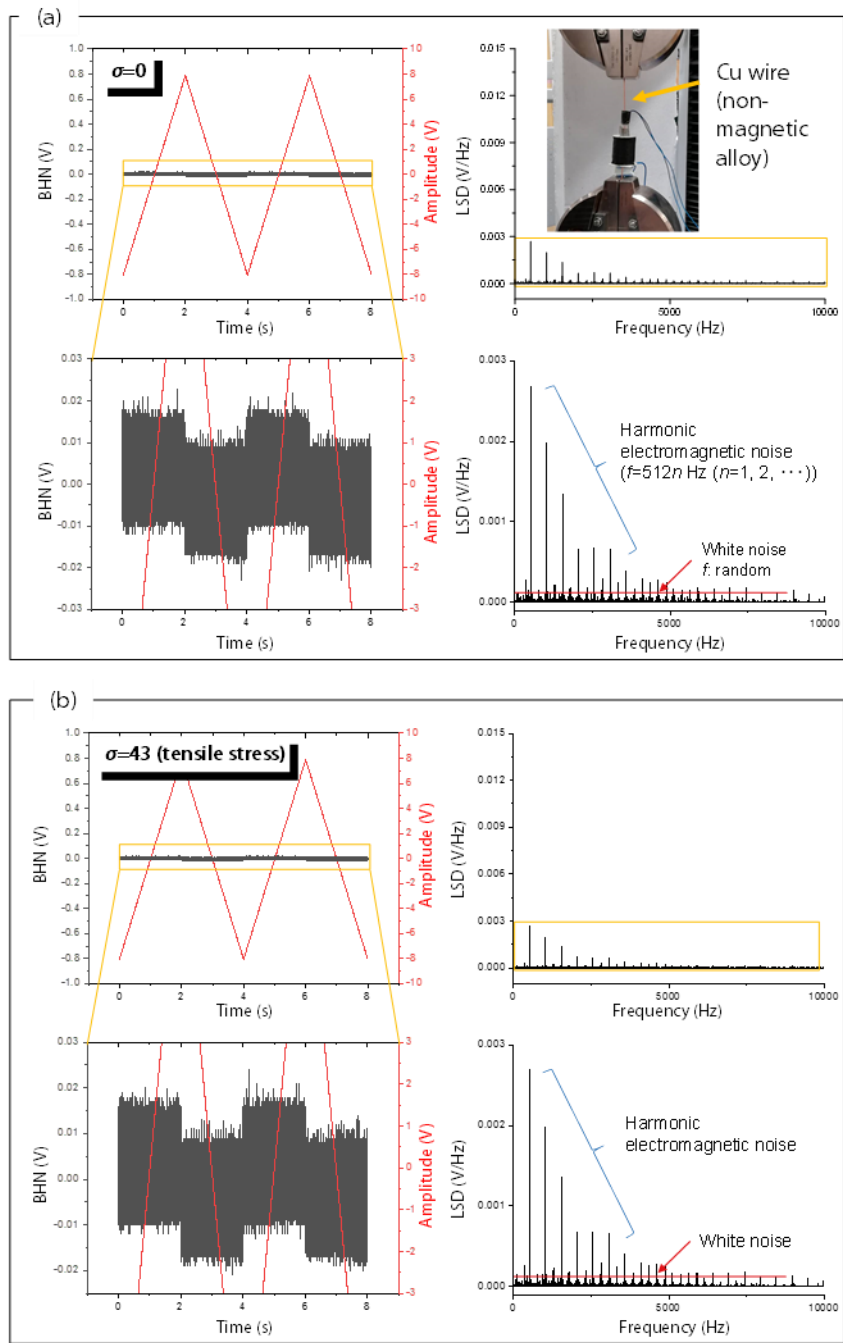 (a)
σ=0
1.0
0.8
0.6
0.4
0.2
0.0
-0.2
-0.4
-0.6
-0.8
-1.0
BHN (V)
0 2 4 6 8
Time (s)
10
8
6
4
2
0
-2
-4
-6
-8
-10
Amplitude (V)
0.015
0.012
0.009
0.006
0.003
0.000
LSD (V/Hz)
0 5000 10000
Frequency (Hz)
Cu wire
(non-
magnetic
alloy)
0.03
0.02
0.01
0.00
-0.01
-0.02
-0.03
BHN (V)
0 2 4 6 8
Time (s)
3
2
1
0
-1
-2
-3
Amplitude (V)
0.003
0.002
0.001
0.000
LSD (V/Hz)
0 5000 10000
Frequency (Hz)
Harmonic
electromagnetic noise
(f=512n Hz (n=1, 2, ⋯))
White noise
f: random
(b)
σ=43 (tensile stress)
1.0
0.8
0.6
0.4
0.2
0.0
-0.2
-0.4
-0.6
-0.8
-1.0
BHN (V)
0 2 4 6 8
Time (s)
10
8
6
4
2
0
-2
-4
-6
-8
-10
Amplitude (V)
0.015
0.012
0.009
0.006
0.003
0.000
LSD (V/Hz)
0 5000 10000
Frequency (Hz)
0.03
0.02
0.01
0.00
-0.01
-0.02
BHN (V)
0 2 4 6 8
Time (s)
3
2
1
0
-1
-2
-3
Amplitude (V)
0.003
0.002
0.001
0.000
LSD (V/Hz)
0 5000 10000
Frequency (Hz)
Harmonic
electromagnetic noise
White noise